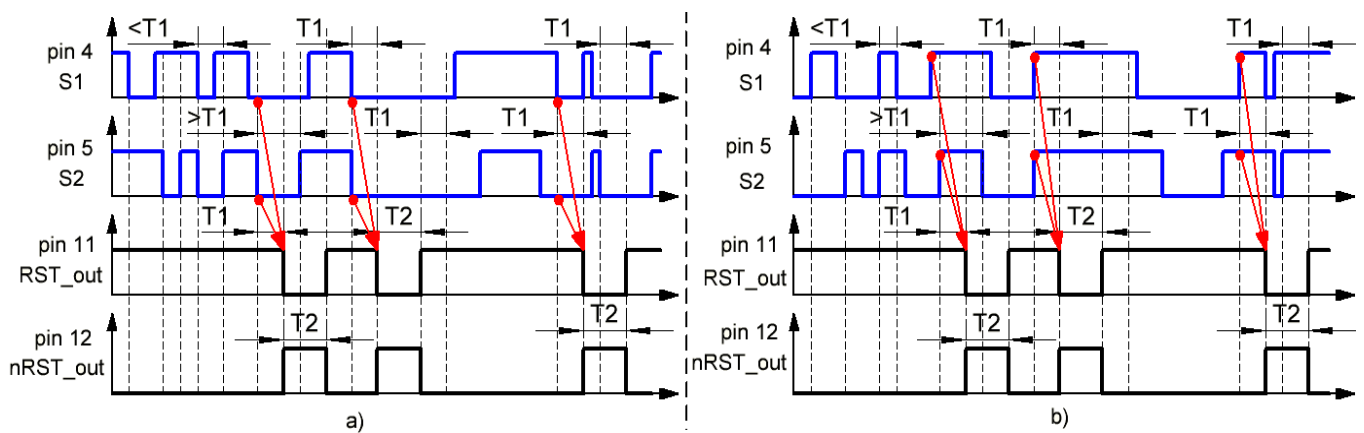 <T1 T1 T1
pin 4
S1
>T1 T1 T1
pin 5
S2
T1 T2
pin 11
RST_out
T2 T2
pin 12
nRST_out
a)
<T1 T1 T1
pin 4
S1
>T1 T1 T1
pin 5
S2
T1 T2
pin 11
RST_out
T2 T2
pin 12
nRST_out
b)